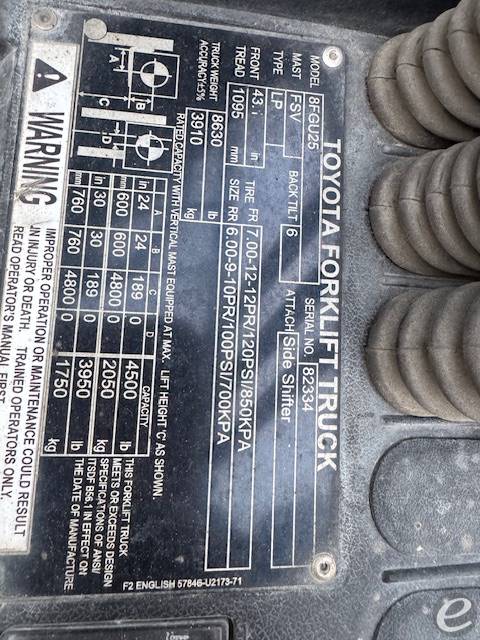 TOYOTA FORKLIFT TRUCK
MODEL 8FGU25 SERIAL NO. 82334
MAST FSV BACK TILT 6 ATTACH Side Shifter
TYPE LP
FRONT 43. in TIRE FR 7.00-12-12PR/120PSI/850KPA
TREAD 1095 mm SIZE RR 6.00-9-10PR/100PSI/700KPA
TRUCK WEIGHT 8630 lb
ACCURACY±5% 3910 kg
RATED CAPACITY WITH VERTICAL MAST EQUIPPED AT MAX. LIFT HEIGHT 'C' AS SHOWN.
A B C D CAPACITY
in 24 24 189 0 4500 lb
mm 600 600 4800 0 2050 kg
in 30 30 189 0 3950 lb
mm 760 760 4800 0 1750 kg
A
B
C
D
THIS FORKLIFT TRUCK
MEETS OR EXCEEDS DESIGN
SPECIFICATIONS OF ANSI/
ITSDF B56.1 IN EFFECT ON
THE DATE OF MANUFACTURE
WARNING
IMPROPER OPERATION OR MAINTENANCE COULD RESULT
IN INJURY OR DEATH. TRAINED OPERATORS ONLY.
READ OPERATOR'S MANUAL FIRST.
F2 ENGLISH 57846-U2173-71
e